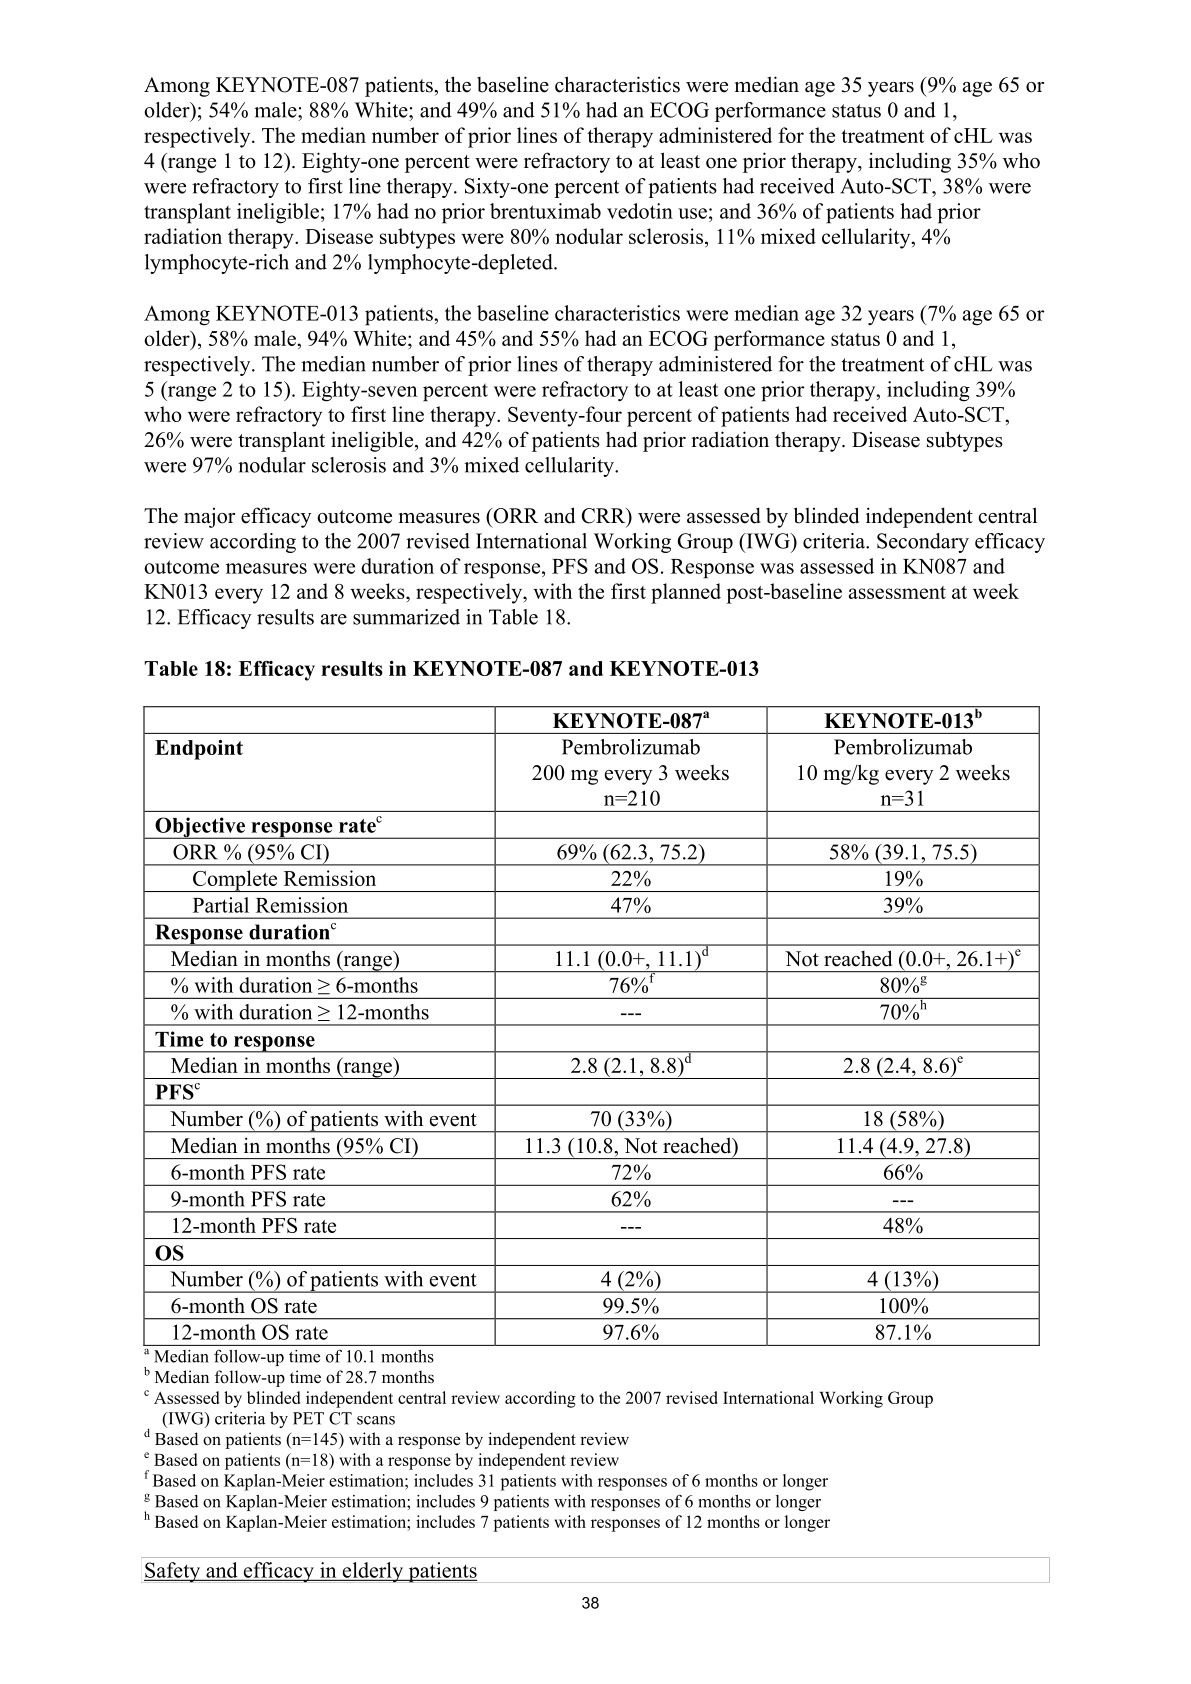 Among KEYNOTE-087 patients, the baseline characteristics were median age 35 years (9% age 65 or
older); 54% male; 88% White; and 49% and 51% had an ECOG performance status 0 and 1,
respectively. The median number of prior lines of therapy administered for the treatment of cHL was
4 (range 1 to 12). Eighty-one percent were refractory to at least one prior therapy, including 35% who
were refractory to first line therapy. Sixty-one percent of patients had received Auto-SCT, 38% were
transplant ineligible; 17% had no prior brentuximab vedotin use; and 36% of patients had prior
radiation therapy. Disease subtypes were 80% nodular sclerosis, 11% mixed cellularity, 4%
lymphocyte-rich and 2% lymphocyte-depleted.
Among KEYNOTE-013 patients, the baseline characteristics were median age 32 years (7% age 65 or
older), 58% male, 94% White; and 45% and 55% had an ECOG performance status 0 and 1,
respectively. The median number of prior lines of therapy administered for the treatment of cHL was
5 (range 2 to 15). Eighty-seven percent were refractory to at least one prior therapy, including 39%
who were refractory to first line therapy. Seventy-four percent of patients had received Auto-SCT,
26% were transplant ineligible, and 42% of patients had prior radiation therapy. Disease subtypes
were 97% nodular sclerosis and 3% mixed cellularity.
The major efficacy outcome measures (ORR and CRR) were assessed by blinded independent central
review according to the 2007 revised International Working Group (IWG) criteria. Secondary efficacy
outcome measures were duration of response, PFS and OS. Response was assessed in KN087 and
KN013 every 12 and 8 weeks, respectively, with the first planned post-baseline assessment at week
12. Efficacy results are summarized in Table 18.
Table 18: Efficacy results in KEYNOTE-087 and KEYNOTE-013
KEYNOTE-087a KEYNOTE-013b
Endpoint Pembrolizumab Pembrolizumab
200 mg every 3 weeks 10 mg/kg every 2 weeks
n=210 n=31
Objective response ratec
ORR % (95% CI) 69% (62.3, 75.2) 58% (39.1, 75.5)
Complete Remission 22% 19%
Partial Remission 47% 39%
Response durationc
Median in months (range) 11.1 (0.0+, 11.1)d Not reached (0.0+, 26.1+)e
% with duration ≥ 6-months 76%f 80%g
% with duration ≥ 12-months --- 70%h
Time to response
Median in months (range) 2.8 (2.1, 8.8)d 2.8 (2.4, 8.6)e
PFSc
Number (%) of patients with event 70 (33%) 18 (58%)
Median in months (95% CI) 11.3 (10.8, Not reached) 11.4 (4.9, 27.8)
6-month PFS rate 72% 66%
9-month PFS rate 62% ---
12-month PFS rate --- 48%
OS
Number (%) of patients with event 4 (2%) 4 (13%)
6-month OS rate 99.5% 100%
12-month OS rate 97.6% 87.1%
a Median follow-up time of 10.1 months
b Median follow-up time of 28.7 months
c Assessed by blinded independent central review according to the 2007 revised International Working Group
(IWG) criteria by PET CT scans
d Based on patients (n=145) with a response by independent review
e Based on patients (n=18) with a response by independent review
f Based on Kaplan-Meier estimation; includes 31 patients with responses of 6 months or longer
g Based on Kaplan-Meier estimation; includes 9 patients with responses of 6 months or longer
h Based on Kaplan-Meier estimation; includes 7 patients with responses of 12 months or longer
Safety and efficacy in elderly patients
38